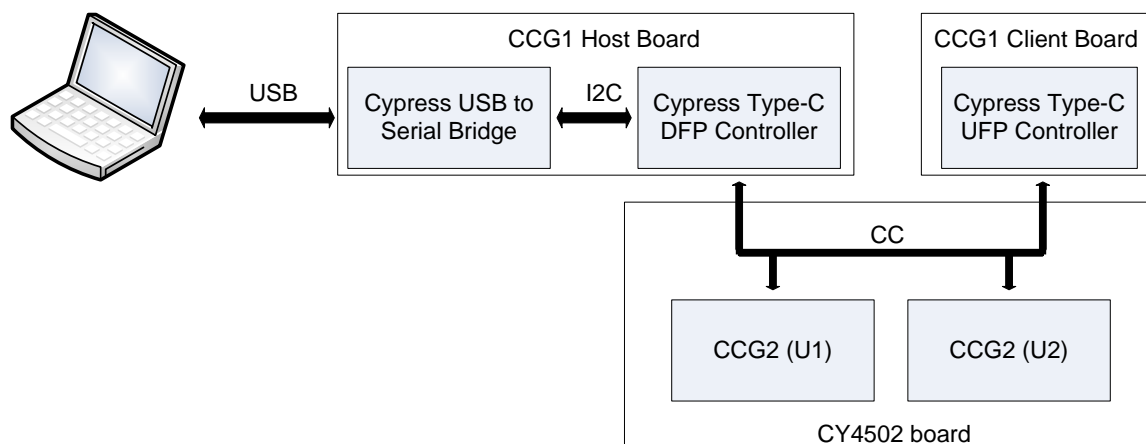 CCG1 Host Board
CCG1 Client Board
USB
Cypress USB to
Serial Bridge
I2C
Cypress Type-C
DFP Controller
Cypress Type-C
UFP Controller
CC
CCG2 (U1)
CCG2 (U2)
CY4502 board